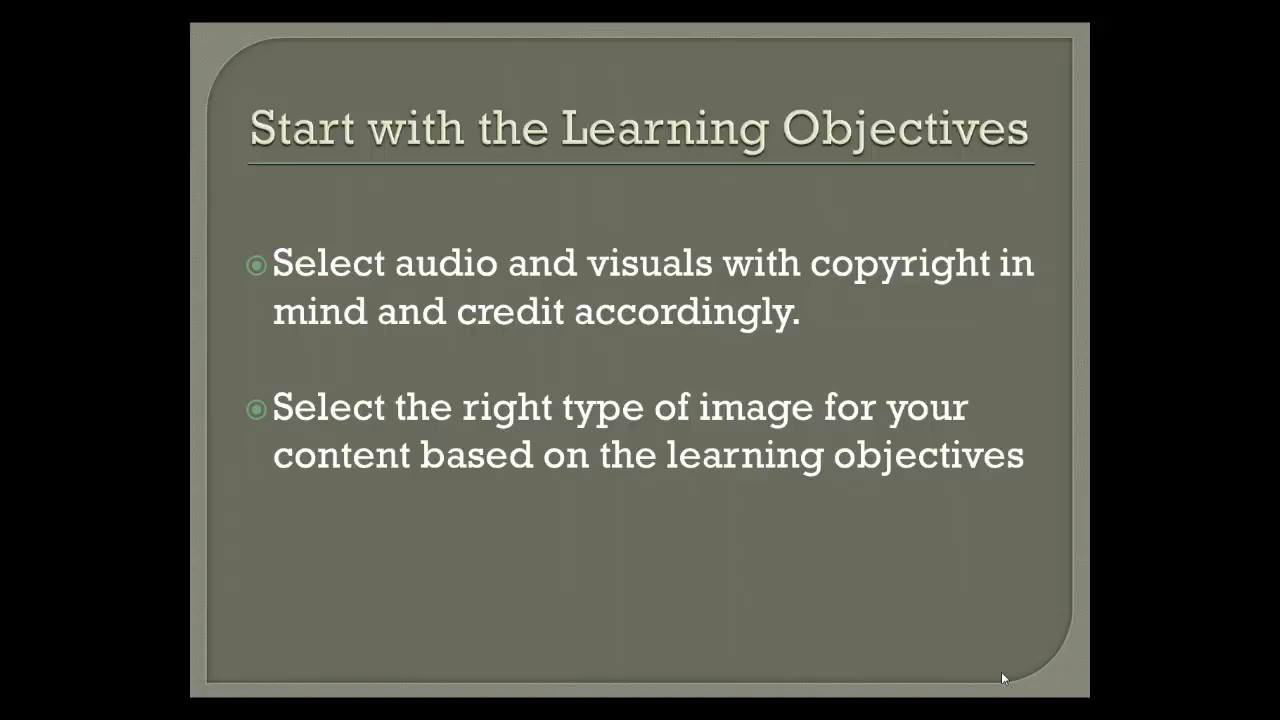 Start with the Learning Objectives
Select audio and visuals with copyright in
mind and credit accordingly.
Select the right type of image for your
content based on the learning objectives